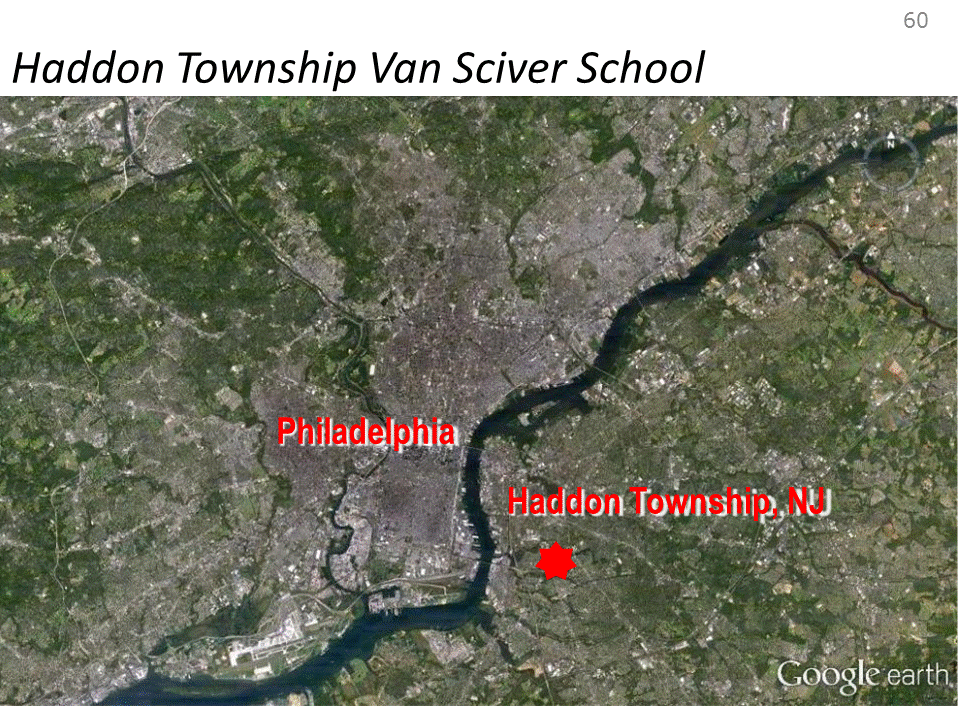 60
Haddon Township Van Sciver School
N
Philadelphia
Haddon Township, NJ
Google earth